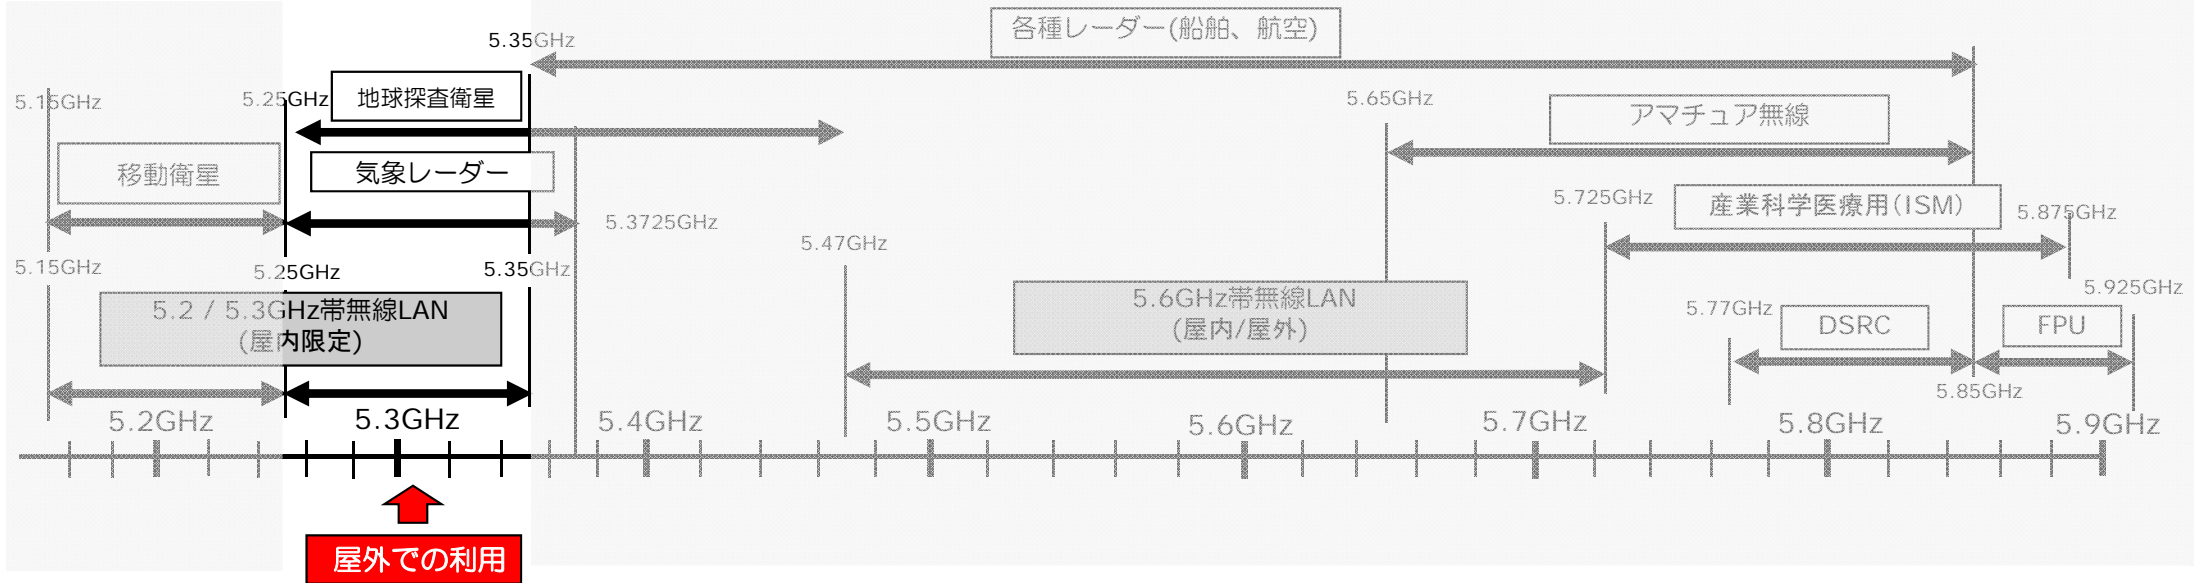 各種レーダー(船舶、航空)
5.35GHz
5.15GHz
5.25GHz
地球探査衛星
5.65GHz
アマチュア無線
移動衛星
気象レーダー
5.725GHz
産業科学医療用(ISM)
5.875GHz
5.3725GHz
5.47GHz
5.15GHz
5.25GHz
5.35GHz
5.2 / 5.3GHz帯無線LAN
(屋内限定)
5.6GHz帯無線LAN
(屋内/屋外)
5.925GHz
5.77GHz
DSRC
FPU
5.85GHz
5.2GHz
5.3GHz
5.4GHz
5.5GHz
5.6GHz
5.7GHz
5.8GHz
5.9GHz
屋外での利用